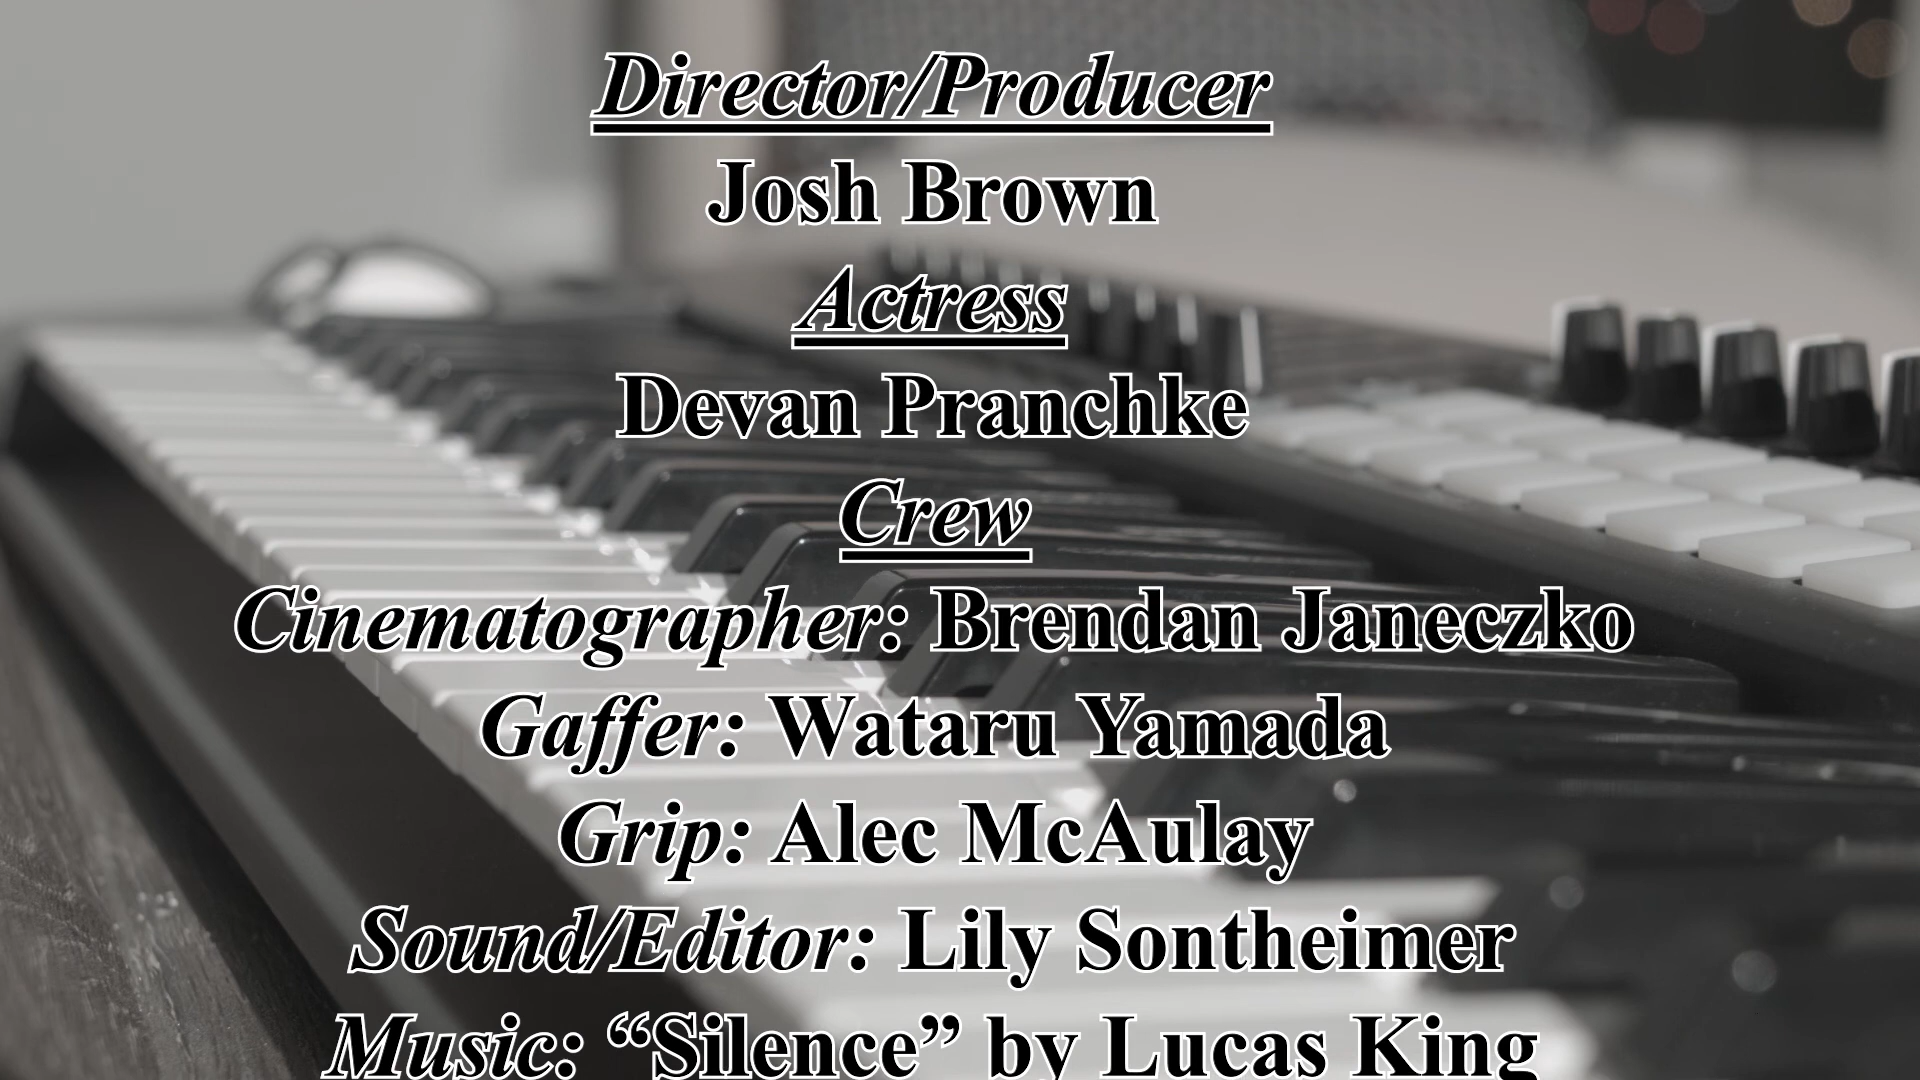 Director/Producer
Josh Brown
Actress
Devan Pranchke
Crew
Cinematographer: Brendan Janeczko
Gaffer: Wataru Yamada
Grip: Alec McAulay
Sound/Editor: Lily Sontheimer
Music: “Silence” by Lucas King